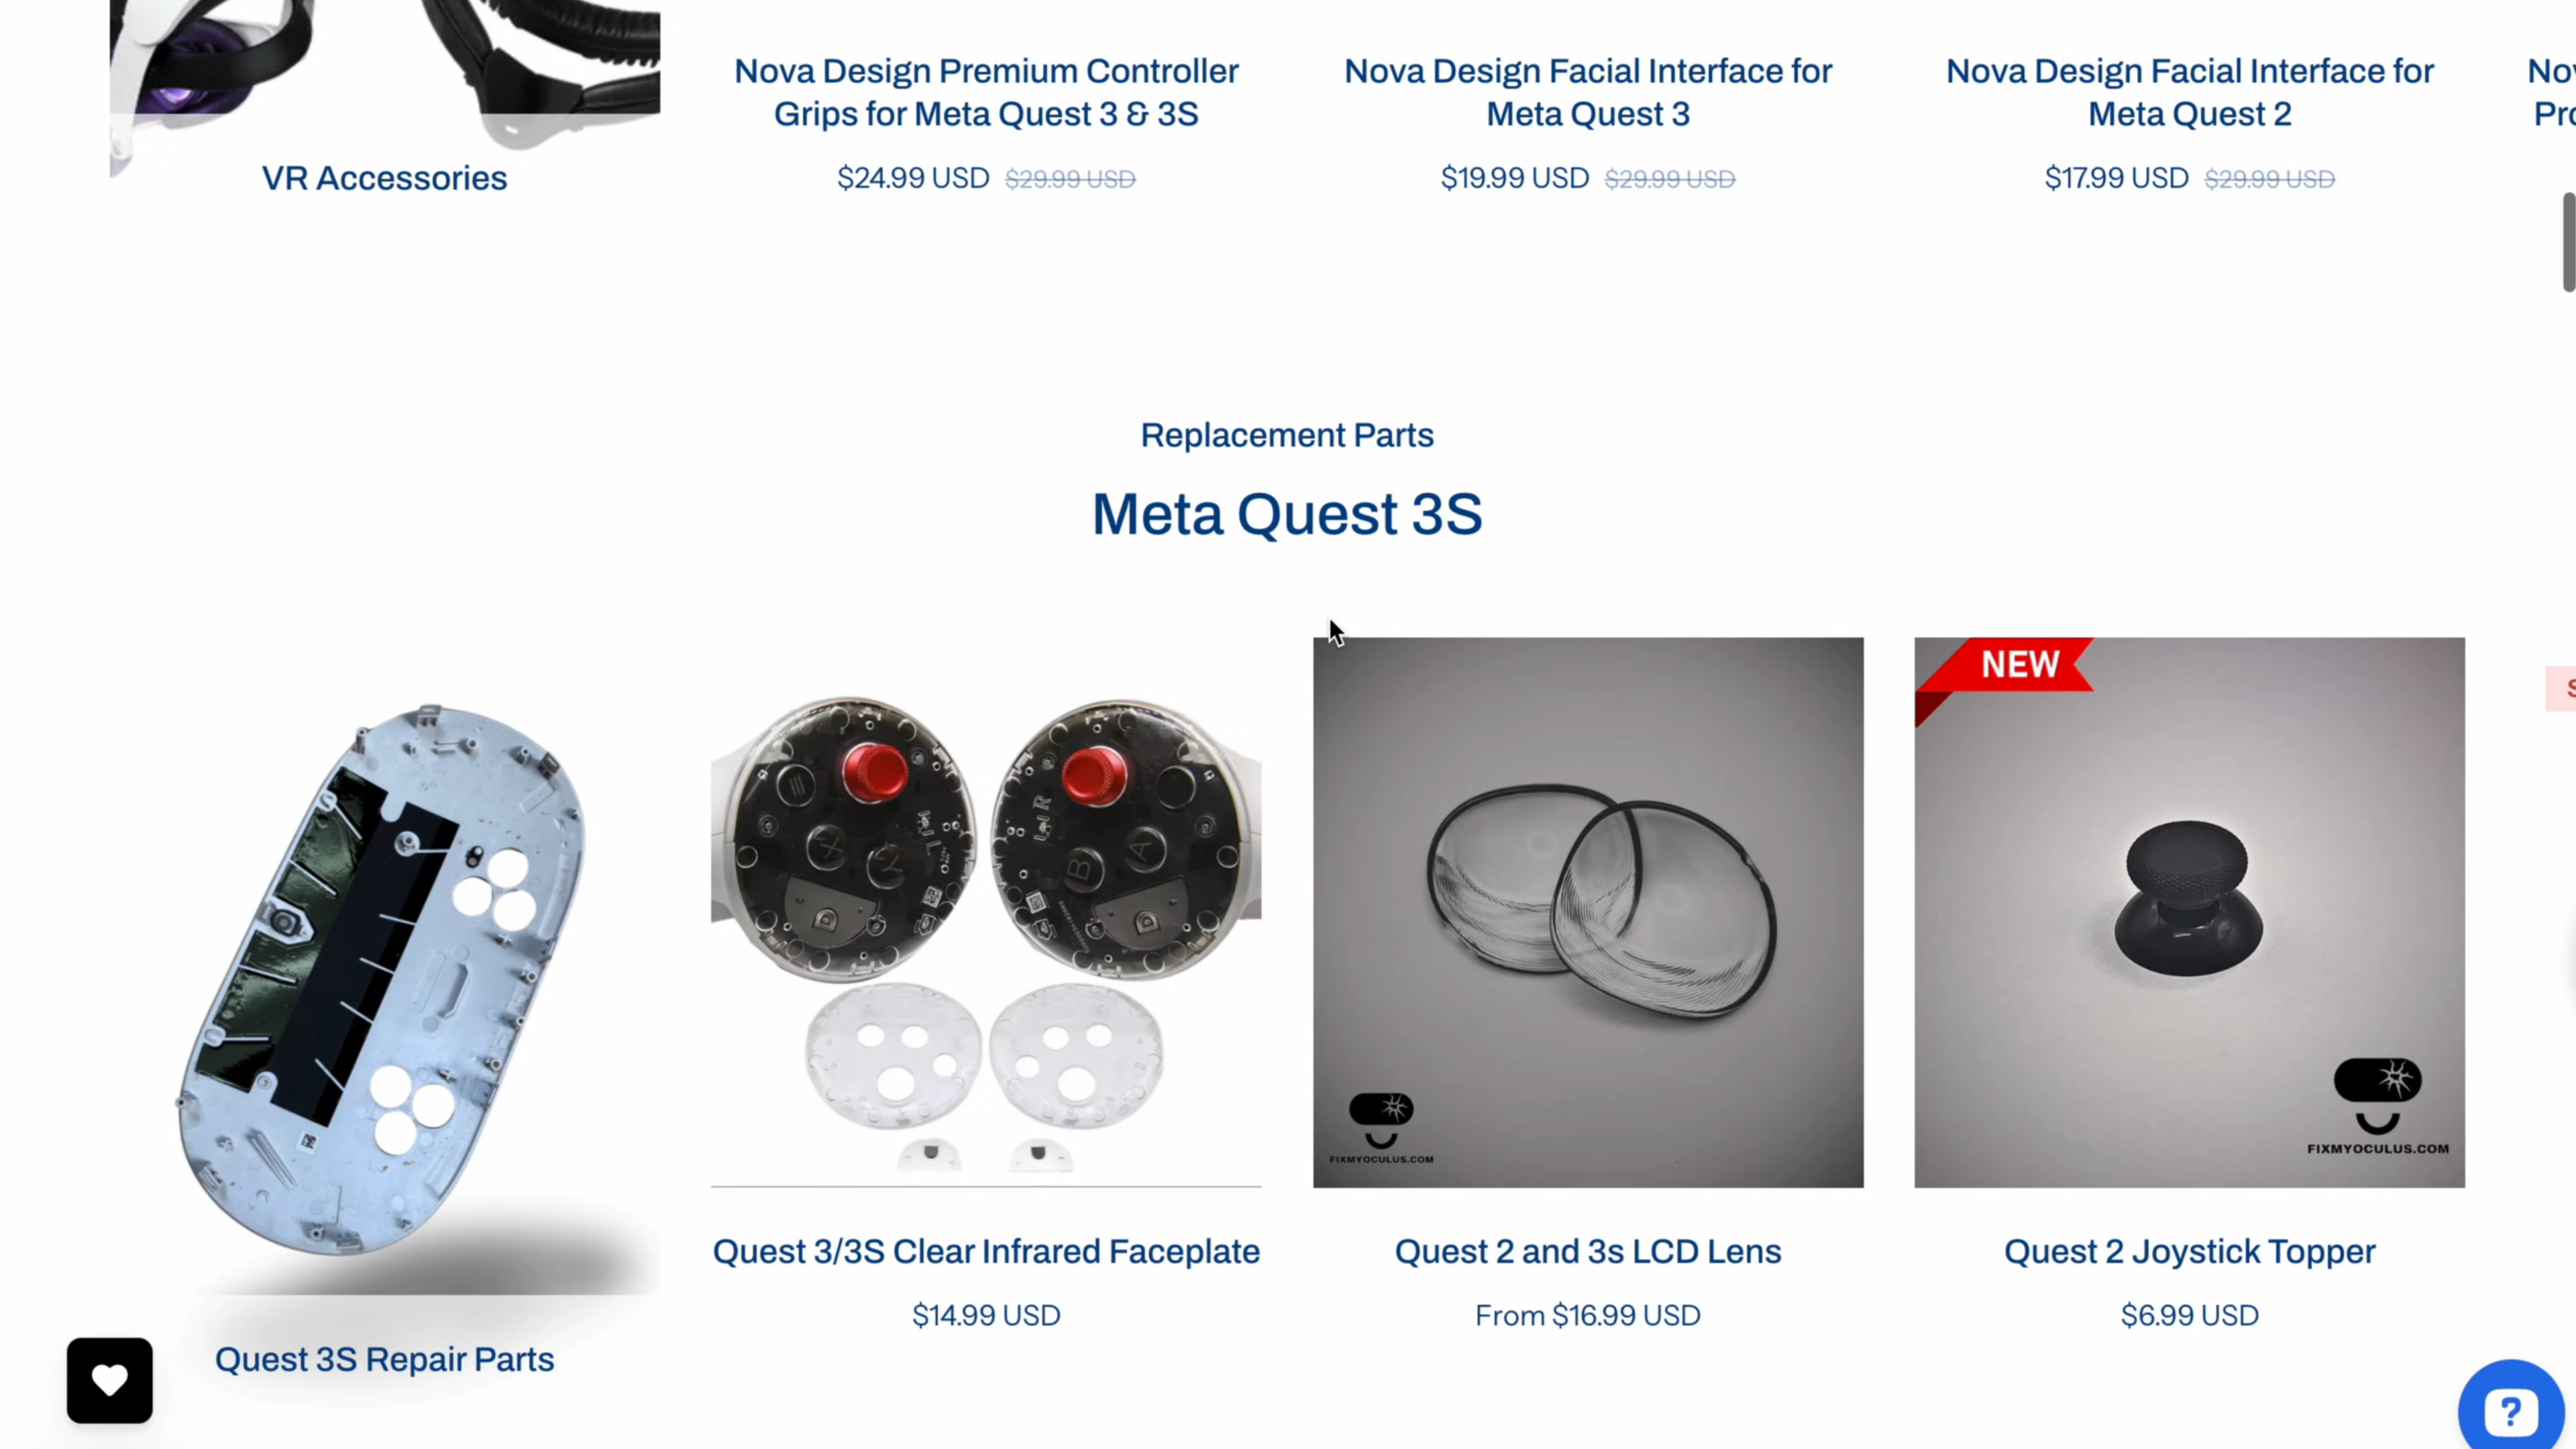 Nova Design Premium Controller
Grips for Meta Quest 3 & 3S
$24.99 USD $29.99 USD
Nova Design Facial Interface for
Meta Quest 3
$19.99 USD $29.99 USD
Nova Design Facial Interface for
Meta Quest 2
$17.99 USD $29.99 USD
VR Accessories
Replacement Parts
Meta Quest 3S
NEW
X
Y
L
R
B
A
FIXMYOCULUS.COM
FIXMYOCULUS.COM
Quest 3S Repair Parts
Quest 3/3S Clear Infrared Faceplate
$14.99 USD
Quest 2 and 3s LCD Lens
From $16.99 USD
Quest 2 Joystick Topper
$6.99 USD
?